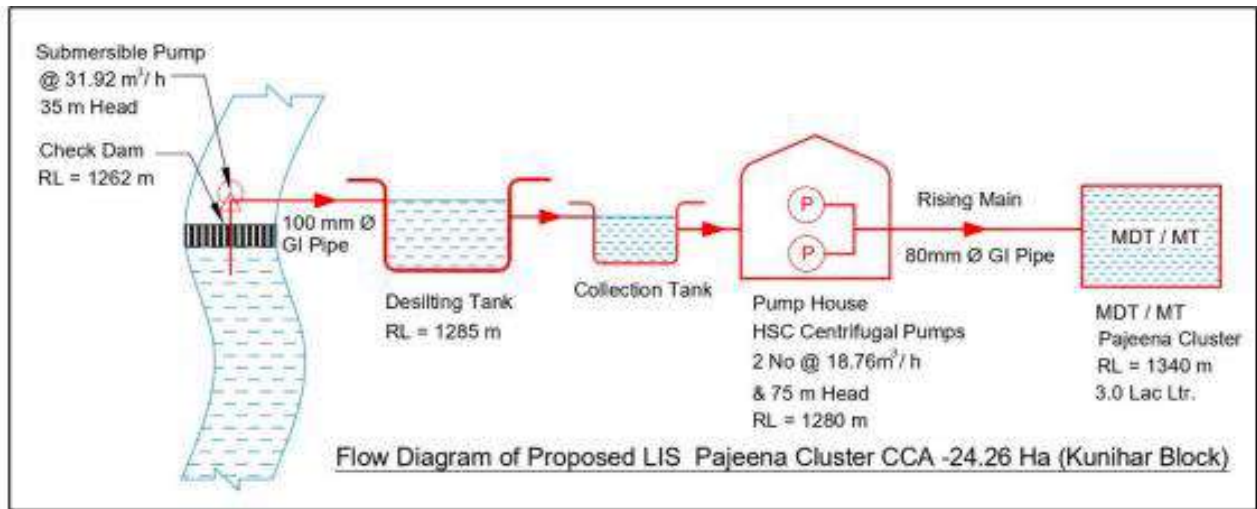 Submersible Pump
@ 31.92 m³/ h
35 m Head
Check Dam
RL = 1262 m
100 mm Ø
GI Pipe
Desilting Tank
RL = 1285 m
Collection Tank
P
P
Pump House
HSC Centrifugal Pumps
2 No @ 18.76m³/ h
& 75 m Head
RL = 1280 m
Rising Main
80mm Ø GI Pipe
MDT / MT
MDT / MT
Pajeena Cluster
RL = 1340 m
3.0 Lac Ltr.
Flow Diagram of Proposed LIS Pajeena Cluster CCA -24.26 Ha (Kunihar Block)